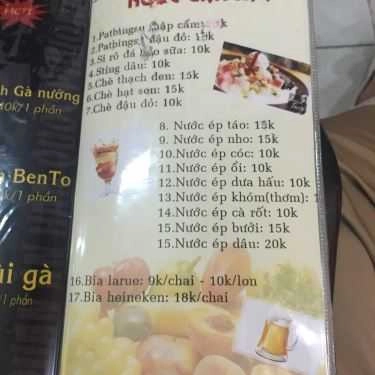 HOT
h Gà nướng
0k/1 phần
BenTo
k/1 phần
ùi gà
/1 phần
1.Patbingsu thập cẩm: 15k
2.Patbingsu đậu đỏ: 15k
3.Si rô đá bào sữa: 10k
4.Sting dâu: 10k
5.Chè thạch đen: 15k
6.Chè hạt sen: 15k
7.Chè đậu đỏ: 10k
8. Nước ép táo: 15k
9. Nước ép nho: 15k
10.Nước ép cóc: 10k
11.Nước ép ổi: 10k
12.Nước ép dưa hấu: 10k
13.Nước ép khóm(thơm): 1
14.Nước ép cà rốt: 10k
15.Nước ép bưởi: 15k
15.Nước ép dâu: 20k
16.Bia larue: 9k/chai - 10k/lon
17.Bia heineken: 18k/chai